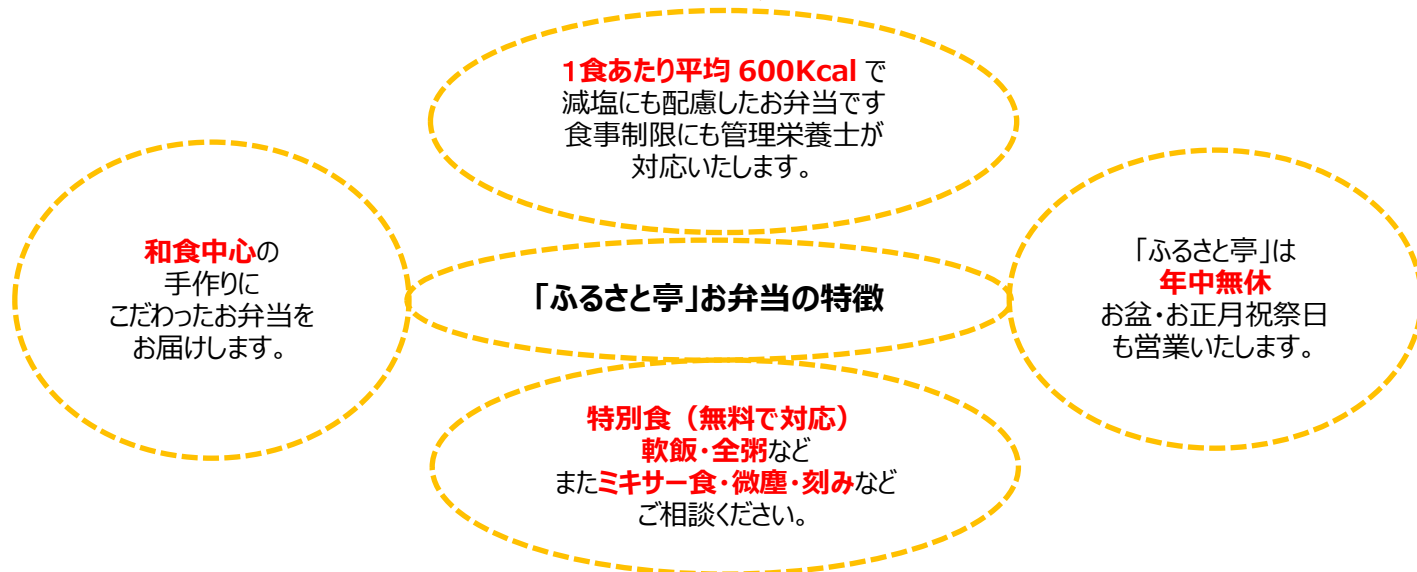 1食あたり平均 600Kcal で
減塩にも配慮したお弁当です
食事制限にも管理栄養士が
対応いたします。
和食中心の
手作りに
こだわったお弁当を
お届けします。
「ふるさと亭」お弁当の特徴
「ふるさと亭」は
年中無休
お盆・お正月祝祭日
も営業いたします。
特別食（無料で対応）
軟飯・全粥など
またミキサー食・微塵・刻みなど
ご相談ください。